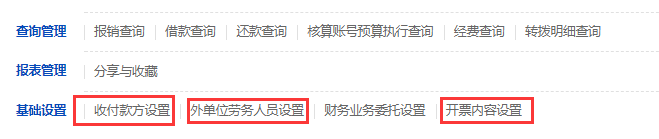 查询管理 报销查询 借款查询 还款查询 核算账号预算执行查询 经费查询 转拨明细查询
报表管理 分享与收藏
基础设置 收付款方设置 外单位劳务人员设置 财务业务委托设置 开票内容设置